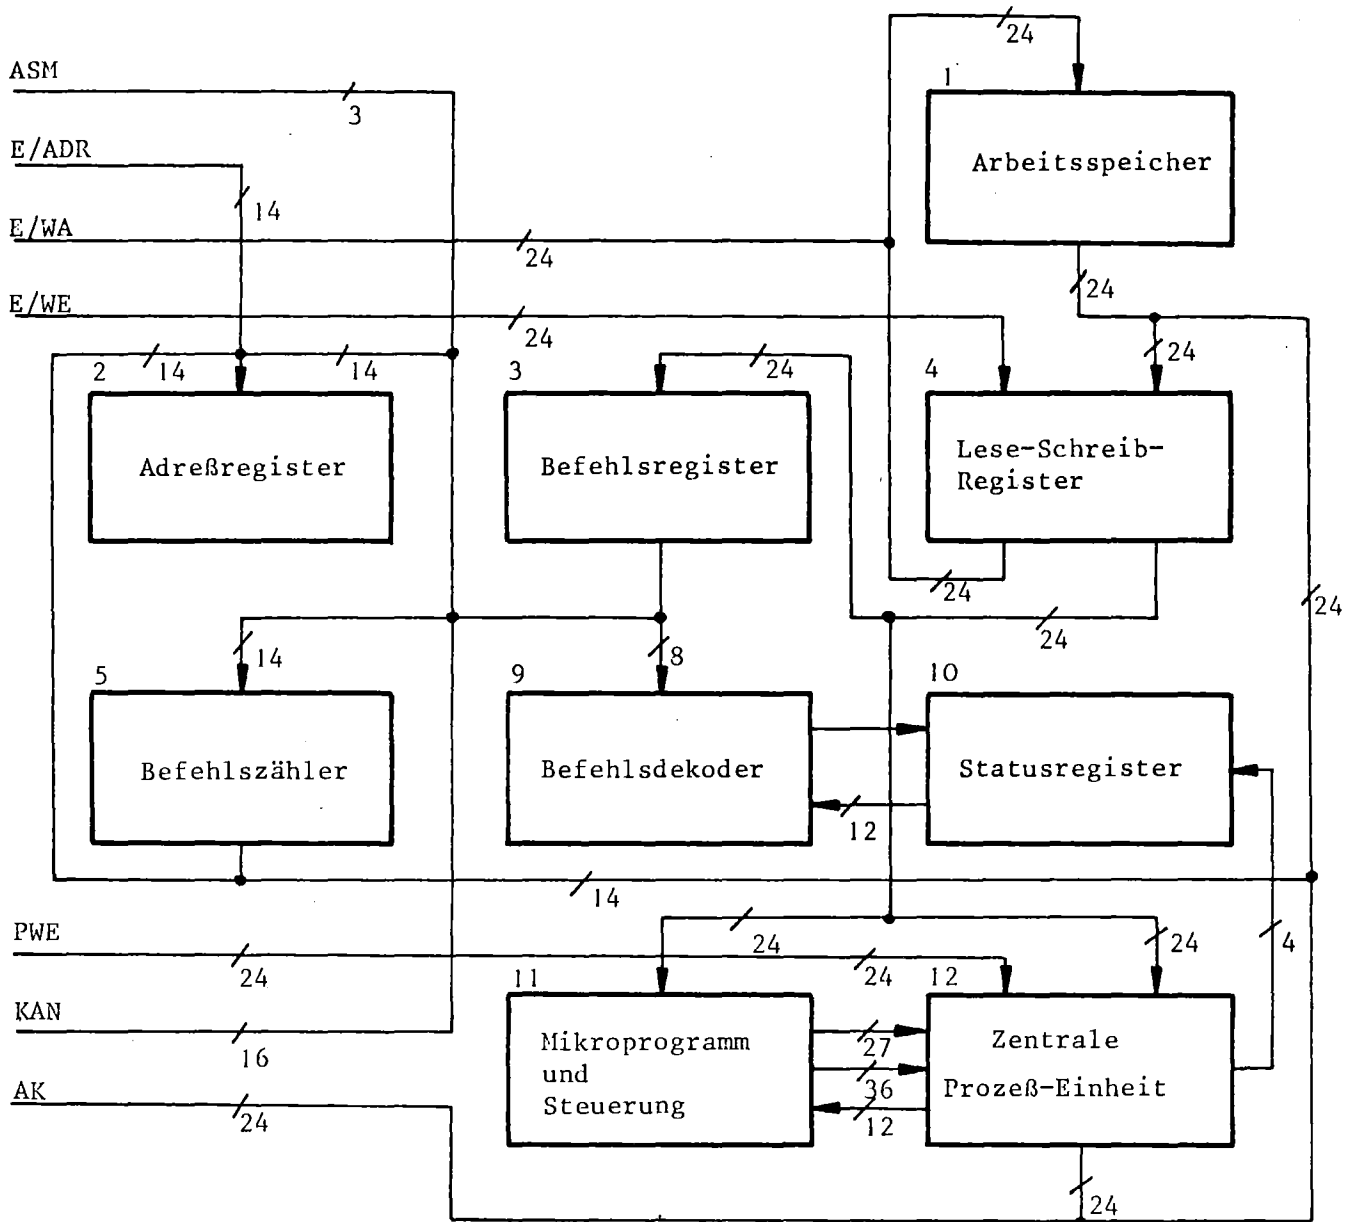 24
ASM
1
3
Arbeitsspeicher
E/ADR
14
E/WA
24
24
E/WE
24
24
2
14
14
3
24
4
Adreßregister
Befehlsregister
Lese-Schreib-
Register
24
24
24
14
8
5
9
10
Befehlszähler
Befehlsdekoder
Statusregister
12
14
PWE
24
24
24
24
4
11
12
KAN
16
Mikroprogramm
und
Steuerung
27
36
12
Zentrale
Prozeß-Einheit
AK
24
24